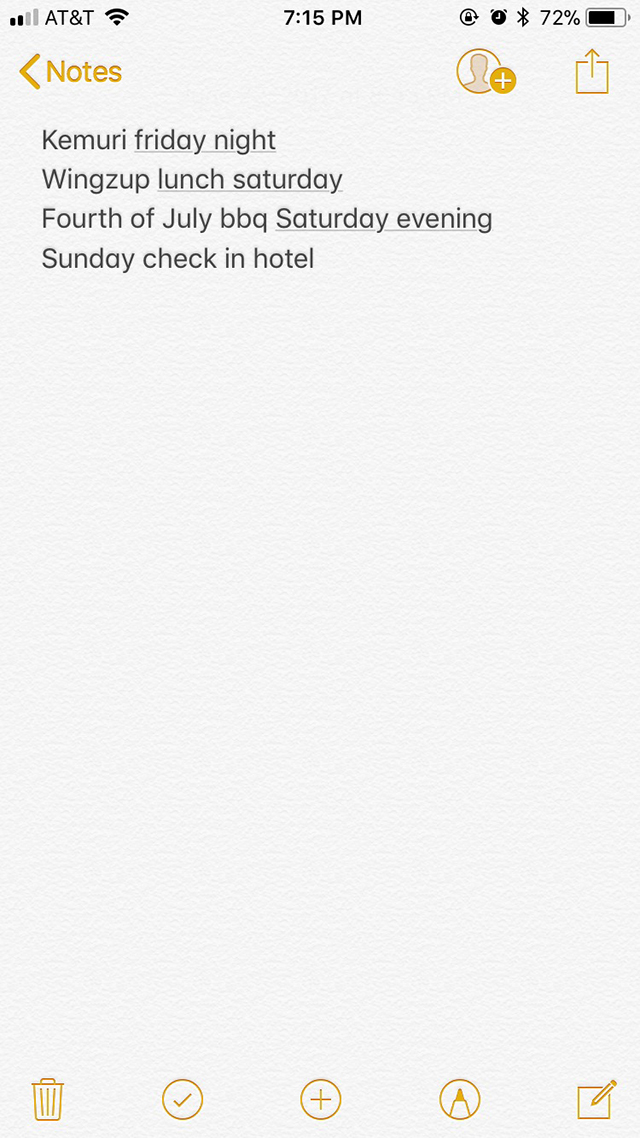 AT&T 7:15 PM 72%
Notes
Kemuri friday night
Wingzup lunch saturday
Fourth of July bbq Saturday evening
Sunday check in hotel